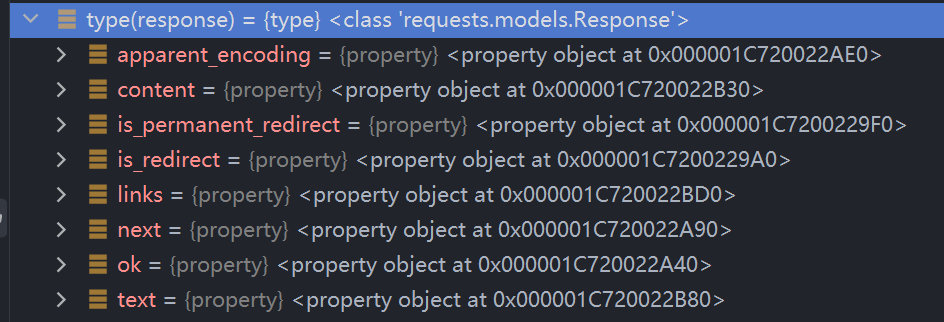 type(response) = {type} <class 'requests.models.Response'>
apparent_encoding = {property} <property object at 0x000001C720022AE0>
content = {property} <property object at 0x000001C720022B30>
is_permanent_redirect = {property} <property object at 0x000001C7200229F0>
is_redirect = {property} <property object at 0x000001C7200229A0>
links = {property} <property object at 0x000001C720022BD0>
next = {property} <property object at 0x000001C720022A90>
ok = {property} <property object at 0x000001C720022A40>
text = {property} <property object at 0x000001C720022B80>